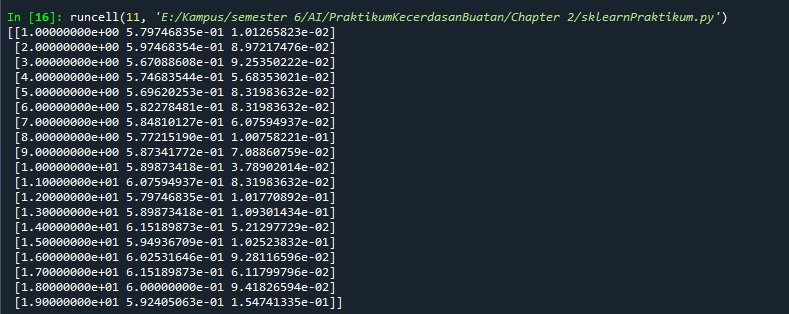 In [16]: runcell(11, 'E:/Kampus/semester 6/AI/PraktikumKecerdasanBuatan/Chapter 2/sklearnPraktikum.py')
[[1.00000000e+00 5.79746835e-01 1.01265823e-02]
[2.00000000e+00 5.97468354e-01 8.97217476e-02]
[3.00000000e+00 5.67088608e-01 9.25350222e-02]
[4.00000000e+00 5.74683544e-01 5.68353021e-02]
[5.00000000e+00 5.69620253e-01 8.31983632e-02]
[6.00000000e+00 5.82278481e-01 8.31983632e-02]
[7.00000000e+00 5.84810127e-01 6.07594937e-02]
[8.00000000e+00 5.77215190e-01 1.00758221e-01]
[9.00000000e+00 5.87341772e-01 7.08860759e-02]
[1.00000000e+01 5.89873418e-01 3.78902014e-02]
[1.10000000e+01 6.07594937e-01 8.31983632e-02]
[1.20000000e+01 5.79746835e-01 1.01770892e-01]
[1.30000000e+01 5.89873418e-01 1.09301434e-01]
[1.40000000e+01 6.15189873e-01 5.21297729e-02]
[1.50000000e+01 5.94936709e-01 1.02523832e-01]
[1.60000000e+01 6.02531646e-01 9.28116596e-02]
[1.70000000e+01 6.15189873e-01 6.11799796e-02]
[1.80000000e+01 6.00000000e-01 9.41826594e-02]
[1.90000000e+01 5.92405063e-01 1.54741335e-01]]